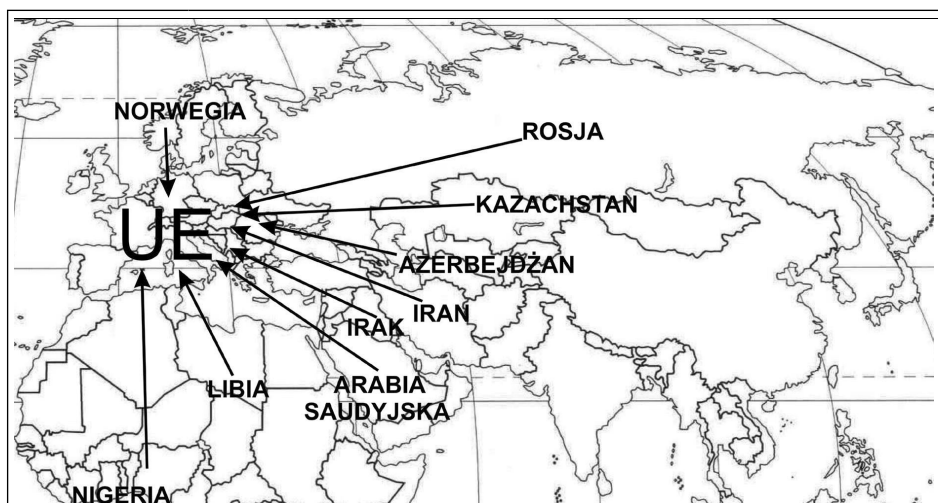 NORWEGIA
ROSJA
KAZACHSTAN
UE
AZERBEJDŻAN
IRAN
IRAK
LIBIA
ARABIA
SAUDYJSKA
NIGERIA